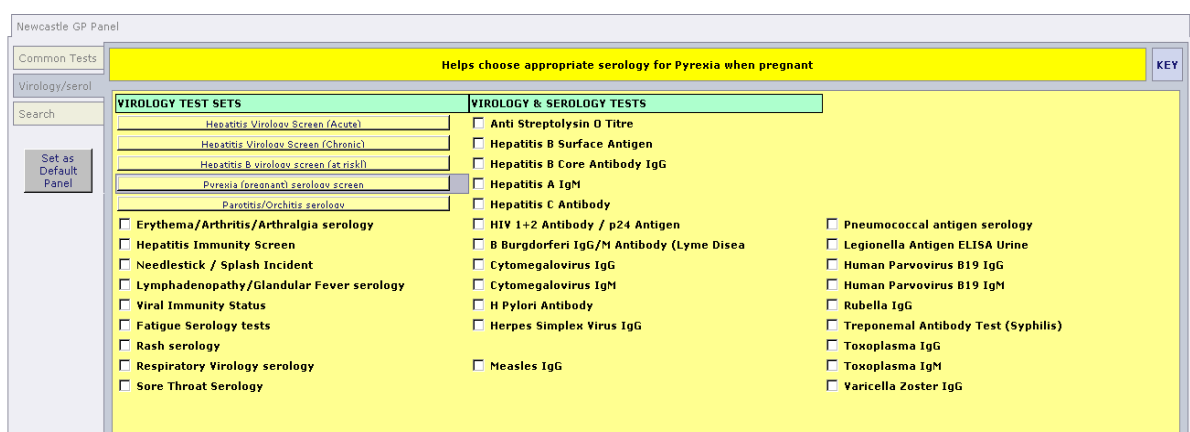 Newcastle GP Panel
Common Tests
Virology/serol
Search
Set as
Default
Panel
Helps choose appropriate serology for Pyrexia when pregnant
KEY
VIROLOGY TEST SETS
Hepatitis Virology Screen (Acute)
Hepatitis Virology Screen (Chronic)
Hepatitis B virology screen (at risk!)
Pyrexia (pregnant) serology screen
Parotitis/Orchitis serology
Erythema/Arthritis/Arthralgia serology
Hepatitis Immunity Screen
Needlestick / Splash Incident
Lymphadenopathy/Glandular Fever serology
Viral Immunity Status
Fatigue Serology tests
Rash serology
Respiratory Virology serology
Sore Throat Serology
VIROLOGY & SEROLOGY TESTS
Anti Streptolysin O Titre
Hepatitis B Surface Antigen
Hepatitis B Core Antibody IgG
Hepatitis A IgM
Hepatitis C Antibody
HIV 1+2 Antibody / p24 Antigen
B Burgdorferi IgG/M Antibody (Lyme Disea
Cytomegalovirus IgG
Cytomegalovirus IgM
H Pylori Antibody
Herpes Simplex Virus IgG
Measles IgG
Pneumococcal antigen serology
Legionella Antigen ELISA Urine
Human Parvovirus B19 IgG
Human Parvovirus B19 IgM
Rubella IgG
Treponemal Antibody Test (Syphilis)
Toxoplasma IgG
Toxoplasma IgM
Varicella Zoster IgG